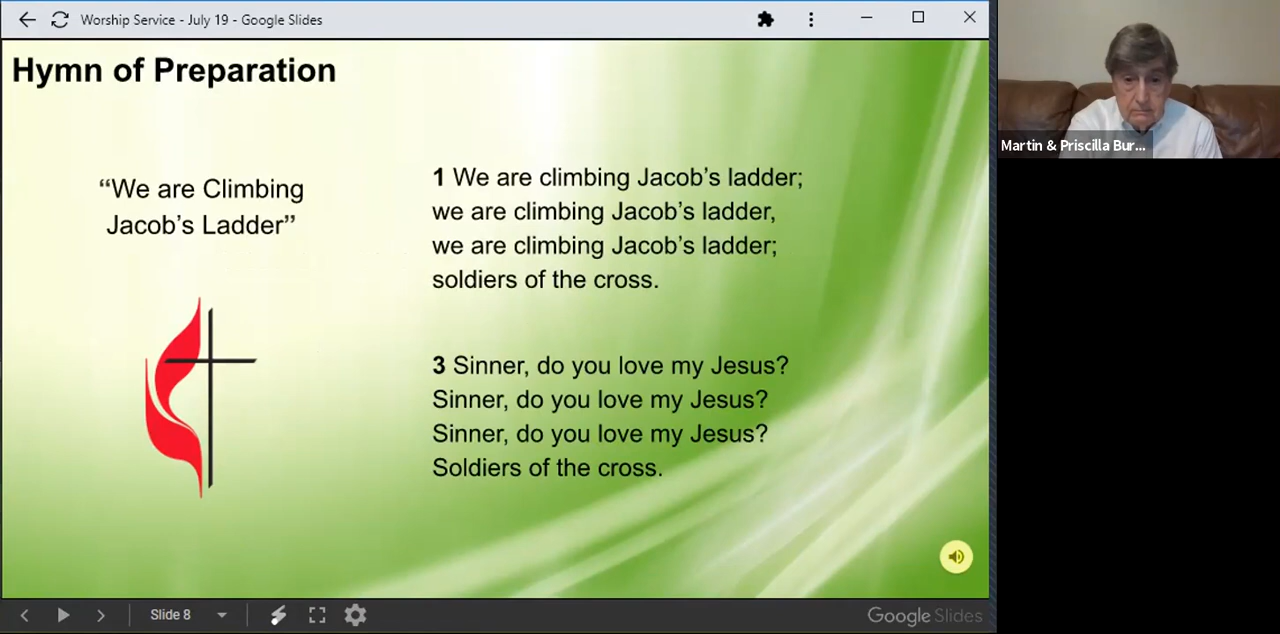 Worship Service - July 19 - Google Slides
Hymn of Preparation
“We are Climbing
Jacob’s Ladder”
1 We are climbing Jacob’s ladder;
we are climbing Jacob’s ladder,
we are climbing Jacob’s ladder;
soldiers of the cross.
3 Sinner, do you love my Jesus?
Sinner, do you love my Jesus?
Sinner, do you love my Jesus?
Soldiers of the cross.
Slide 8
Google Slides
Martin & Priscilla Bur...